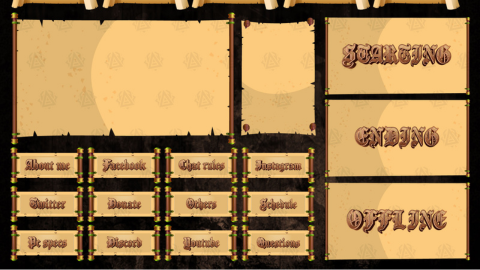 STARTING
ENDING
OFFLINE
About me
Facebook
Chat rules
Instagram
Twitter
Donate
Others
Schedule
Pc specs
Discord
Youtube
Questions